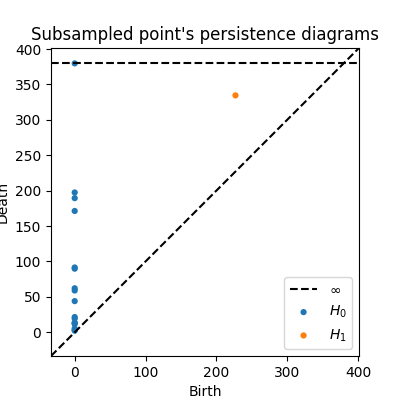 Subsampled point's persistence diagrams
400
350
300
250
200
150
100
50
0
Death
0 100 200 300 400
Birth
∞
H₀
H₁